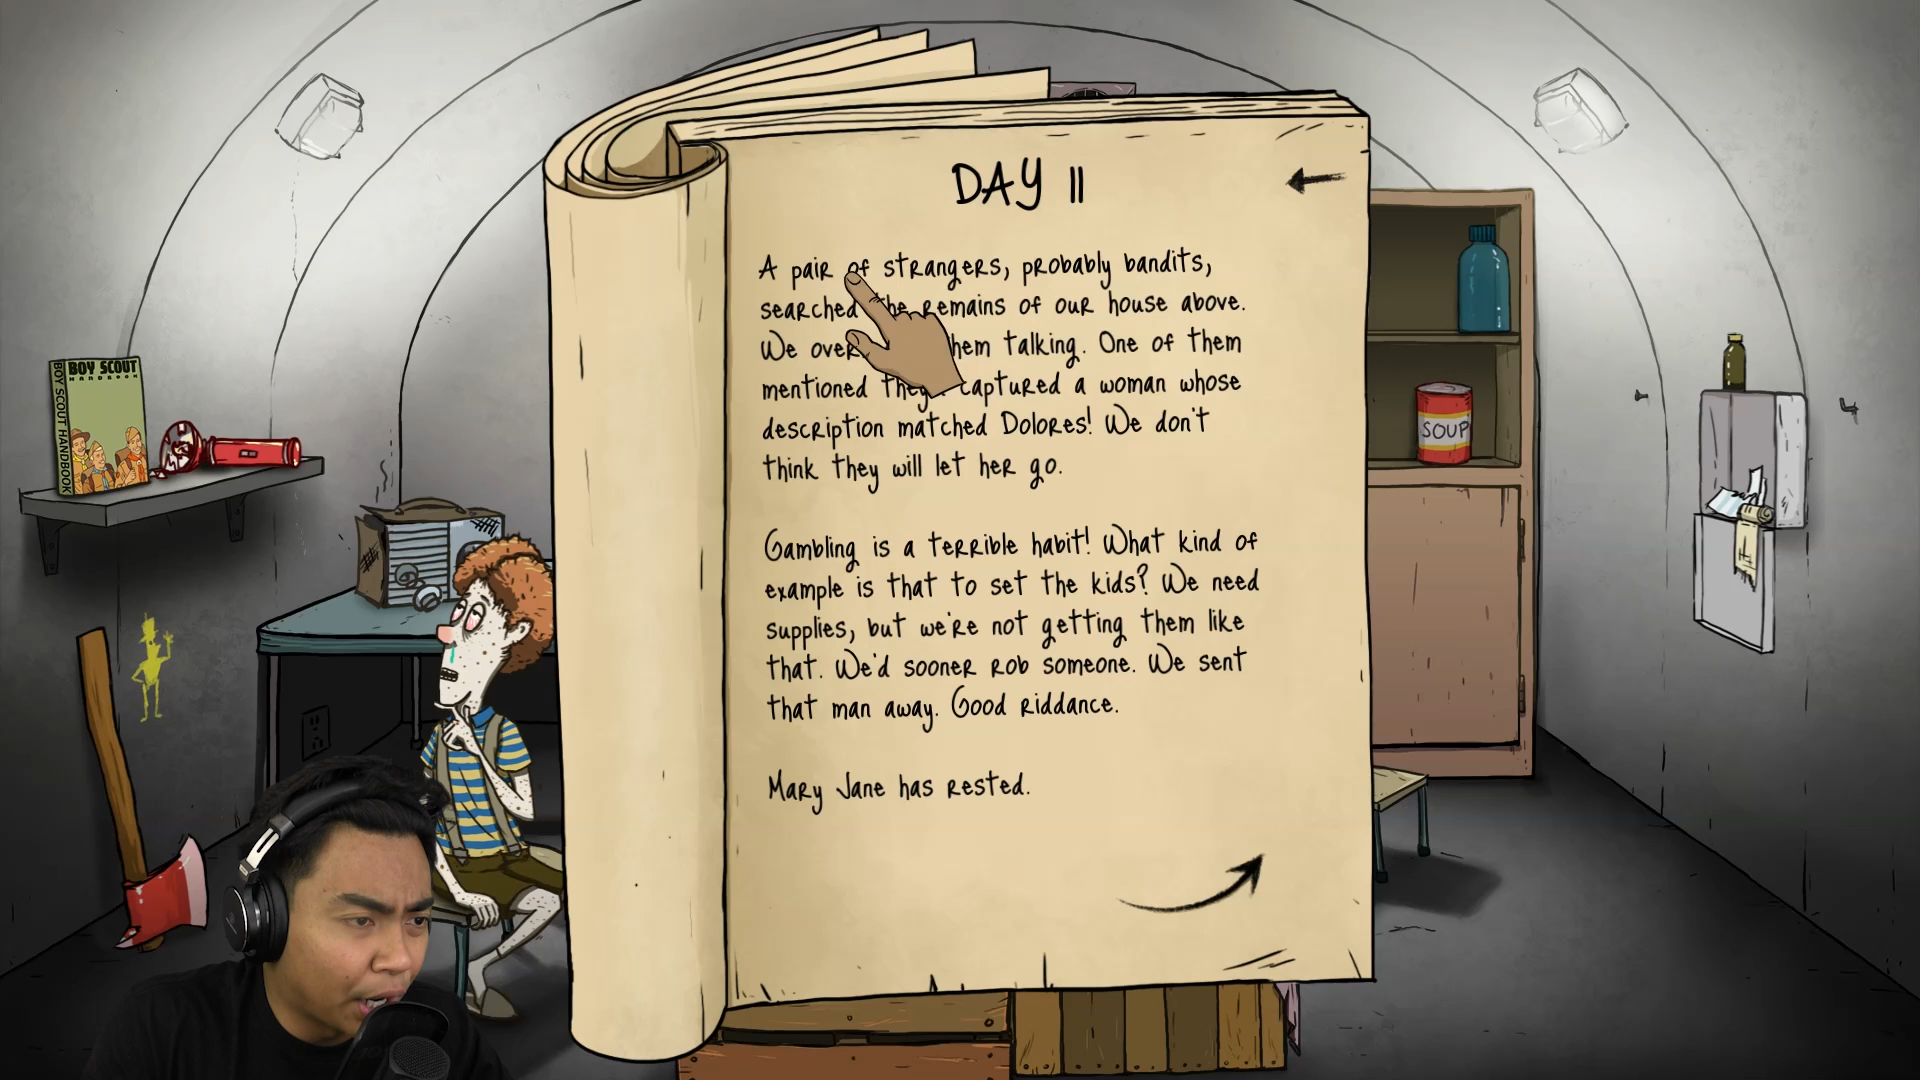 DAY 11
A pair of strangers, probably bandits,
searched the remains of our house above.
We over them talking. One of them
mentioned they captured a woman whose
description matched Dolores! We don't
think they will let her go.
Gambling is a terrible habit! What kind of
example is that to set the kids? We need
supplies, but we're not getting them like
that. We'd sooner rob someone. We sent
that man away. Good riddance.
Mary Jane has rested.
BOY SCOUT
HANDBOOK
BOY SCOUT HANDBOOK
SOUP